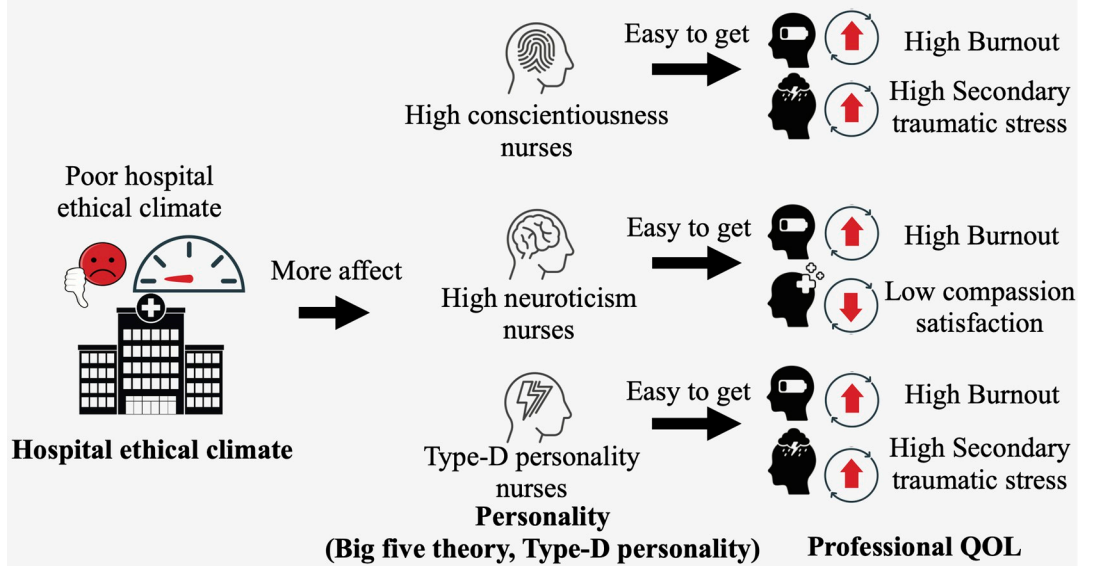 Poor hospital
ethical climate
Hospital ethical climate
More affect
High conscientiousness
nurses
Easy to get
High Burnout
High Secondary
traumatic stress
High neuroticism
nurses
Easy to get
High Burnout
Low compassion
satisfaction
Type-D personality
nurses
Easy to get
High Burnout
High Secondary
traumatic stress
Personality
(Big five theory, Type-D personality)
Professional QOL